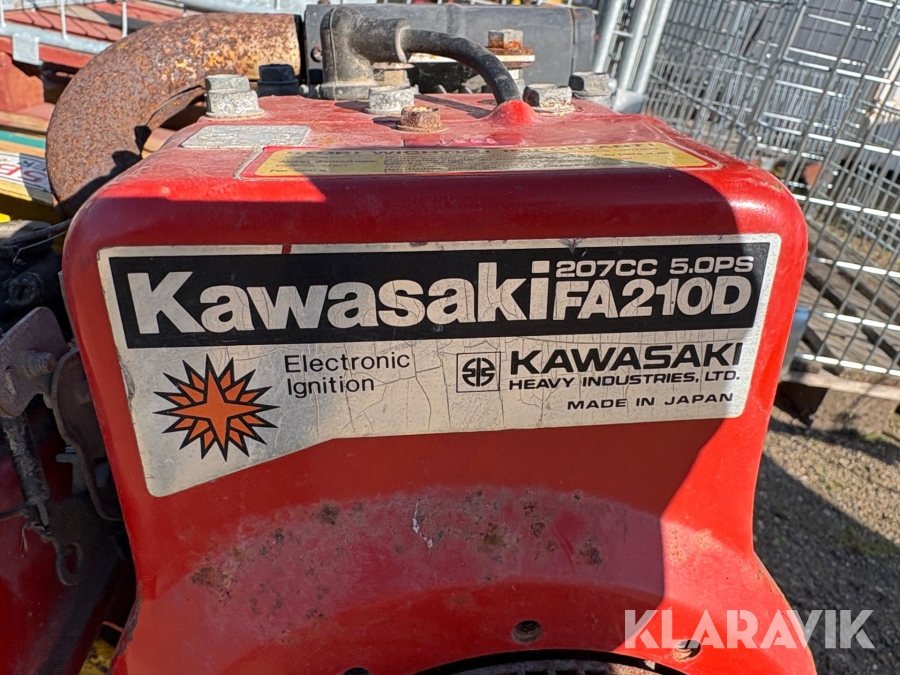 Kawasaki 207CC 5.0PS
FA210D
Electronic
Ignition
KAWASAKI
HEAVY INDUSTRIES, LTD.
MADE IN JAPAN
KLARAVIK